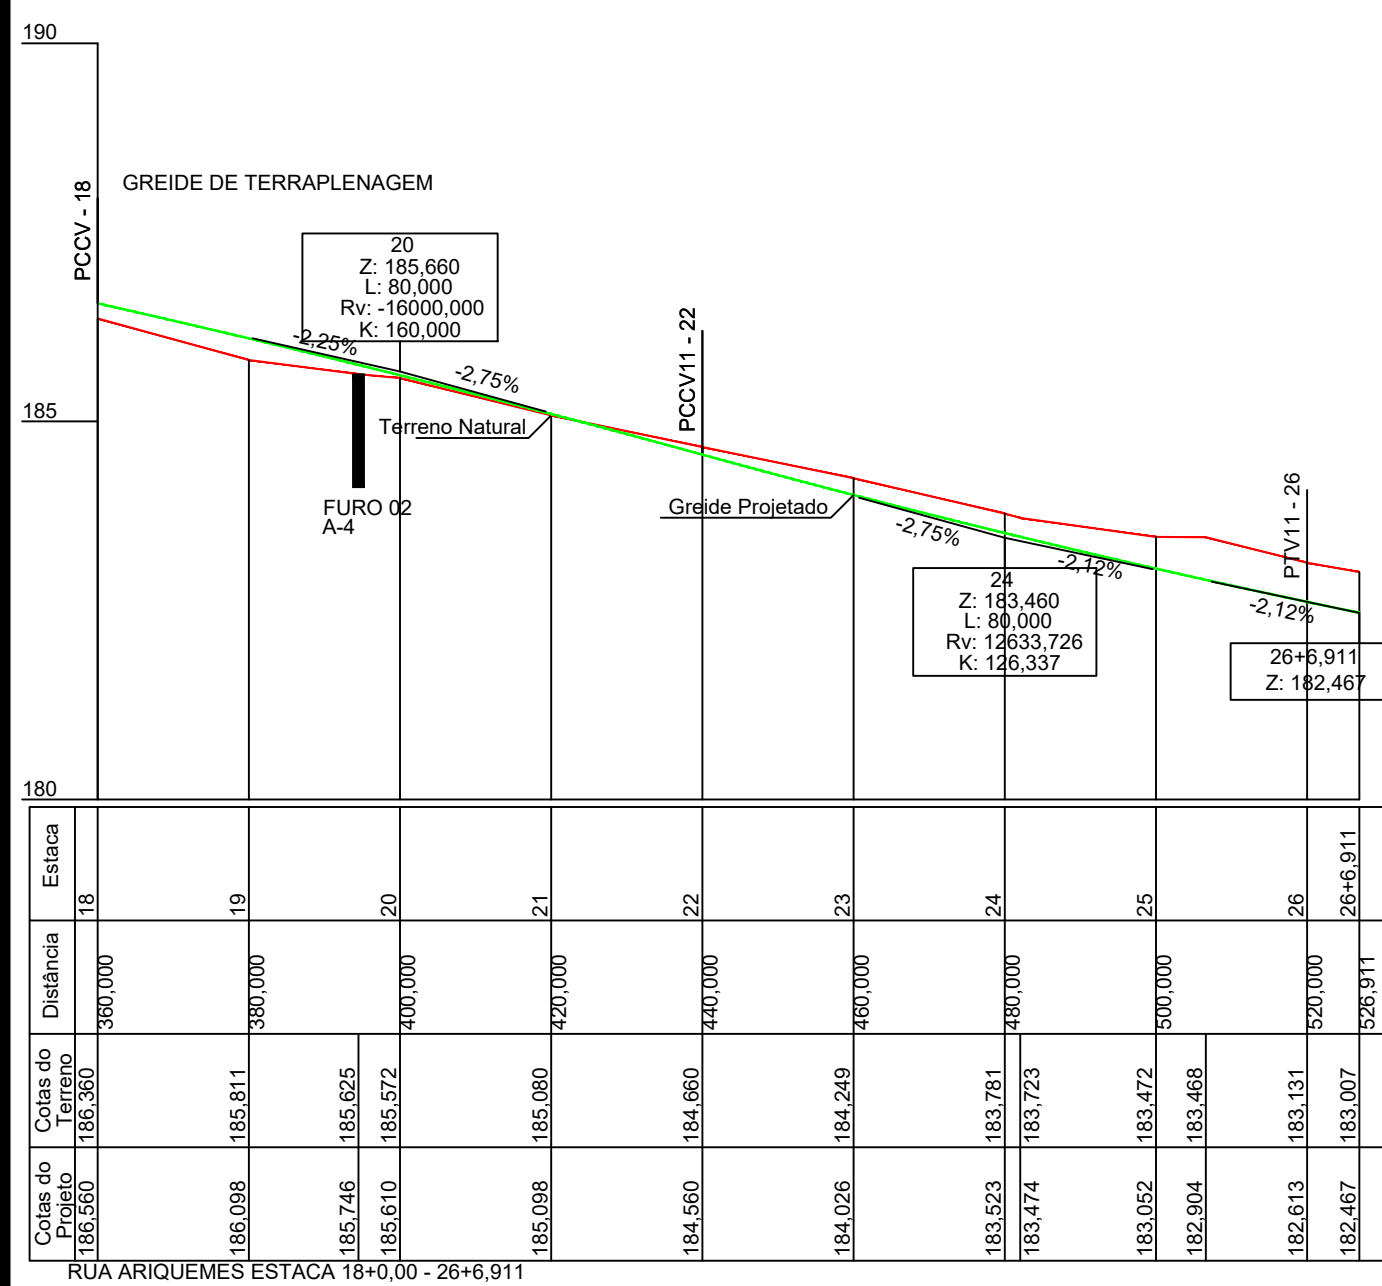 190
GREIDE DE TERRAPLENAGEM
PCCV - 18
20
Z: 185,660
L: 80,000
Rv: -16000,000
K: 160,000
-2,25%
-2,75%
PCCV11 - 22
185
Terreno Natural
FURO 02
A-4
Greide Projetado
-2,75%
-2,12%
PTV11 - 26
24
Z: 183,460
L: 80,000
Rv: 12633,726
K: 126,337
-2,12%
26+6,911
Z: 182,467
180
Estaca
18
19
20
21
22
23
24
25
26
26+6,911
Distância
360,000
380,000
400,000
420,000
440,000
460,000
480,000
500,000
520,000
526,911
Cotas do
Terreno
186,360
185,811
185,625
185,572
185,080
184,660
184,249
183,781
183,723
183,472
183,468
183,131
183,007
Cotas do
Projeto
186,560
186,098
185,746
185,610
185,098
184,560
184,026
183,523
183,474
183,052
182,904
182,613
182,467
RUA ARIQUEMES ESTACA 18+0,00 - 26+6,911